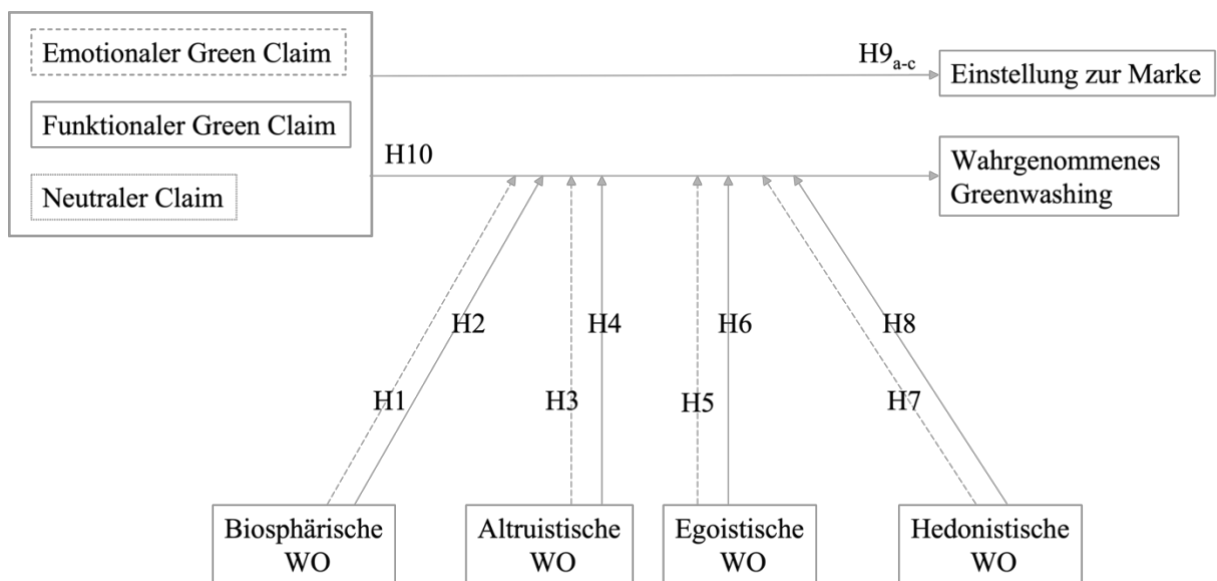 Emotionaler Green Claim
Funktionaler Green Claim
Neutraler Claim
H9a-c
Einstellung zur Marke
H10
Wahrgenommenes
Greenwashing
H1
H2
H3
H4
H5
H6
H7
H8
Biosphärische
WO
Altruistische
WO
Egoistische
WO
Hedonistische
WO